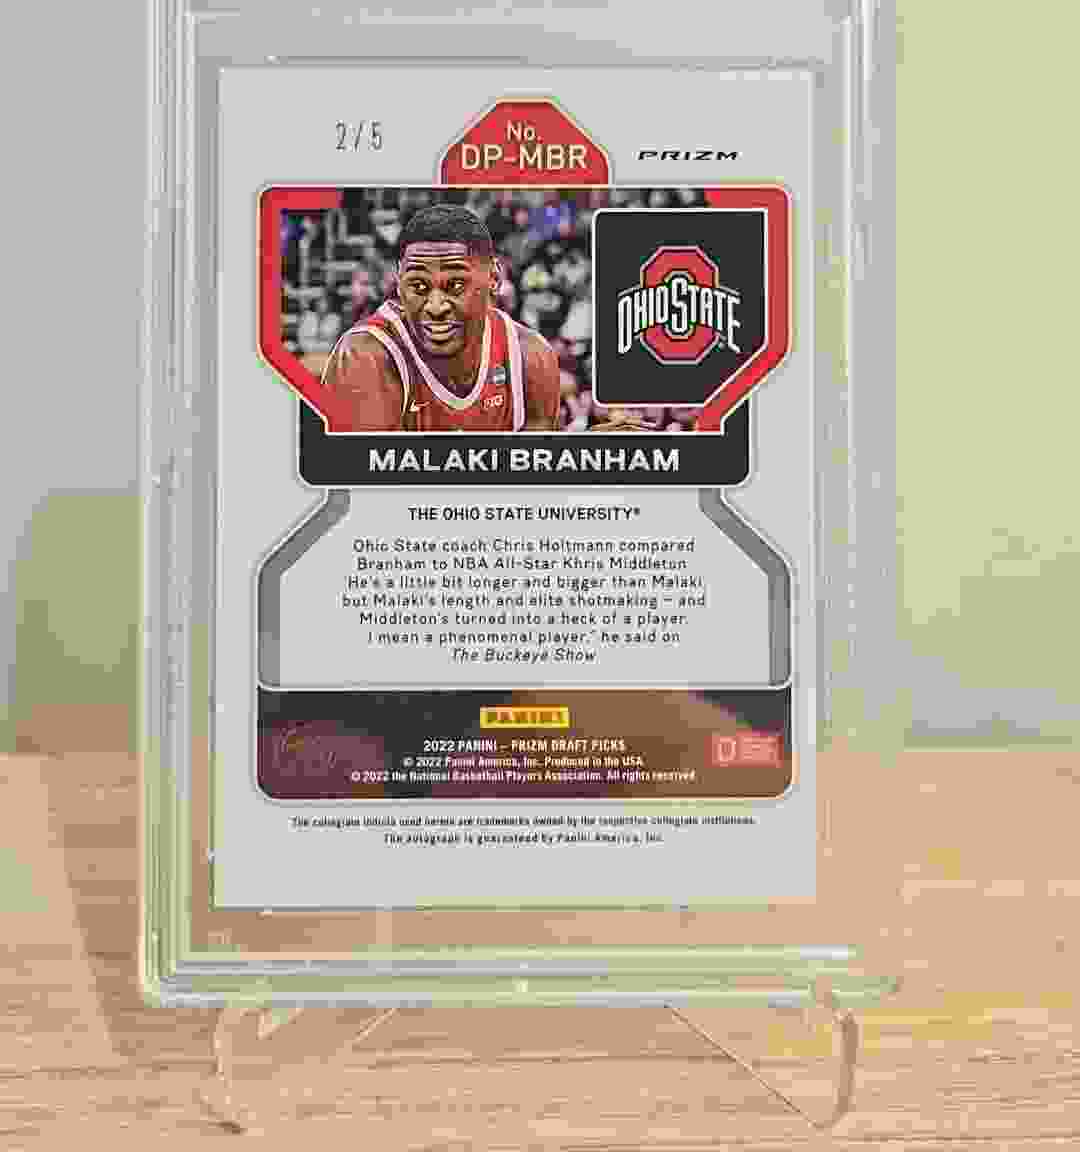 2/5
No.
DP-MBR
PRIZM
OHIO STATE
MALAKI BRANHAM
THE OHIO STATE UNIVERSITY®
Ohio State coach Chris Holtmann compared
Branham to NBA All-Star Khris Middleton
He's a little bit longer and bigger than Malaki
but Malaki's length and elite shotmaking – and
Middleton's turned into a heck of a player.
I mean a phenomenal player," he said on
The Buckeye Show
PANINI
2022 PANINI – PRIZM DRAFT PICKS
© 2022 Panini America, Inc. Produced in the USA
© 2022 the National Basketball Players Association. All rights reserved
The collegiate indicia used herein are trademarks owned by the respective collegiate institutions.
The autograph is guaranteed by Panini America, Inc.